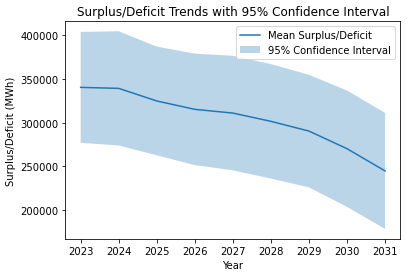 Surplus/Deficit Trends with 95% Confidence Interval
Mean Surplus/Deficit
95% Confidence Interval
Surplus/Deficit (MWh)
400000
350000
300000
250000
200000
2023 2024 2025 2026 2027 2028 2029 2030 2031
Year